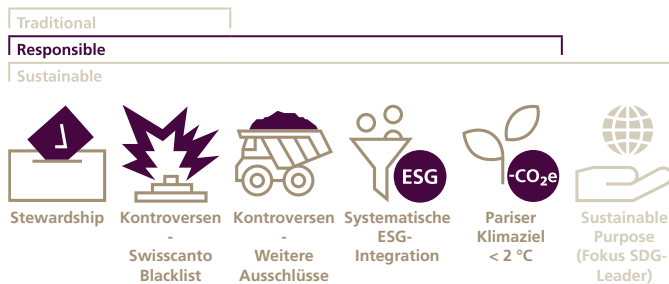 Traditional
Responsible
Sustainable
ESG
-CO₂e
Stewardship
Kontroversen
-
Swisscanto
Blacklist
Kontroversen
-
Weitere
Ausschlüsse
Systematische
ESG-
Integration
Pariser
Klimaziel
< 2 °C
Sustainable
Purpose
(Fokus SDG-
Leader)